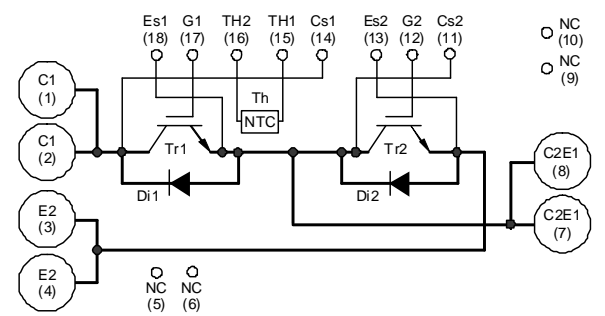 Es1 G1 TH2 TH1 Cs1 Es2 G2 Cs2
(18) (17) (16) (15) (14) (13) (12) (11)
NC
(10)
NC
(9)
C1
(1)
Th
NTC
C1
(2)
Tr1
Tr2
C2E1
(8)
Di1
Di2
E2
(3)
C2E1
(7)
E2
(4)
NC NC
(5) (6)